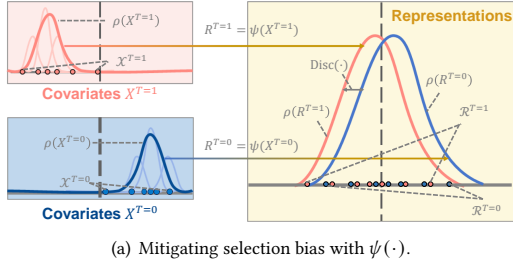 ρ(X^{T=1})
𝒳^{T=1}
Covariates X^{T=1}
R^{T=1} = ψ(X^{T=1})
ρ(X^{T=0})
𝒳^{T=0}
Covariates X^{T=0}
R^{T=0} = ψ(X^{T=0})
Representations
Disc(·)
ρ(R^{T=1})
ρ(R^{T=0})
ℛ^{T=1}
ℛ^{T=0}
(a) Mitigating selection bias with ψ(·).